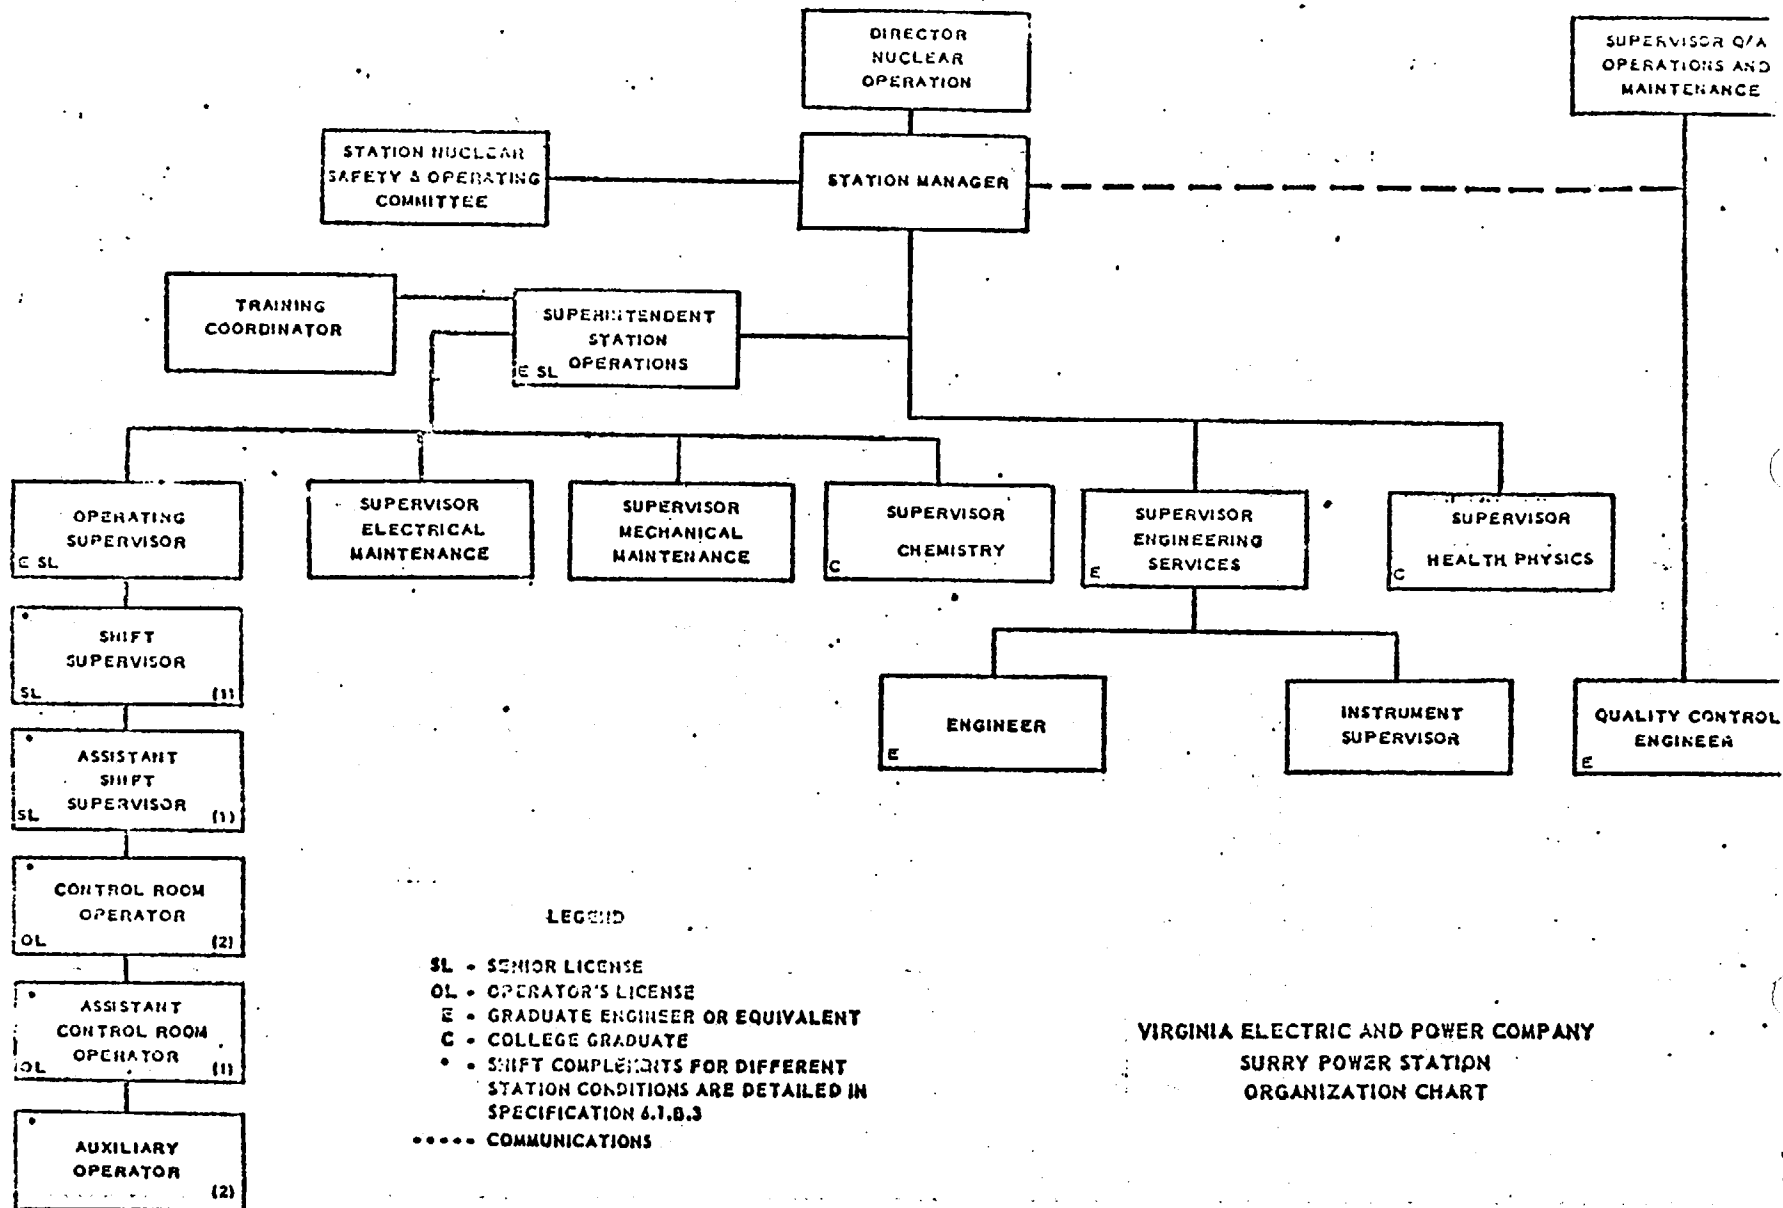 DIRECTOR
NUCLEAR
OPERATION
SUPERVISOR Q/A
OPERATIONS AND
MAINTENANCE
STATION NUCLEAR
SAFETY & OPERATING
COMMITTEE
STATION MANAGER
TRAINING
COORDINATOR
SUPERINTENDENT
STATION
OPERATIONS
E SL
OPERATING
SUPERVISOR
E SL
SUPERVISOR
ELECTRICAL
MAINTENANCE
SUPERVISOR
MECHANICAL
MAINTENANCE
SUPERVISOR
CHEMISTRY
C
SUPERVISOR
ENGINEERING
SERVICES
E
SUPERVISOR
HEALTH PHYSICS
C
•
SHIFT
SUPERVISOR
SL (1)
ENGINEER
E
INSTRUMENT
SUPERVISOR
QUALITY CONTROL
ENGINEER
E
•
ASSISTANT
SHIFT
SUPERVISOR
SL (1)
•
CONTROL ROOM
OPERATOR
OL (2)
•
ASSISTANT
CONTROL ROOM
OPERATOR
OL (1)
•
AUXILIARY
OPERATOR
(2)
LEGEND
SL - SENIOR LICENSE
OL - OPERATOR'S LICENSE
E - GRADUATE ENGINEER OR EQUIVALENT
C - COLLEGE GRADUATE
• - SHIFT COMPLEMENTS FOR DIFFERENT
STATION CONDITIONS ARE DETAILED IN
SPECIFICATION 6.1.B.3
----- COMMUNICATIONS
VIRGINIA ELECTRIC AND POWER COMPANY
SURRY POWER STATION
ORGANIZATION CHART